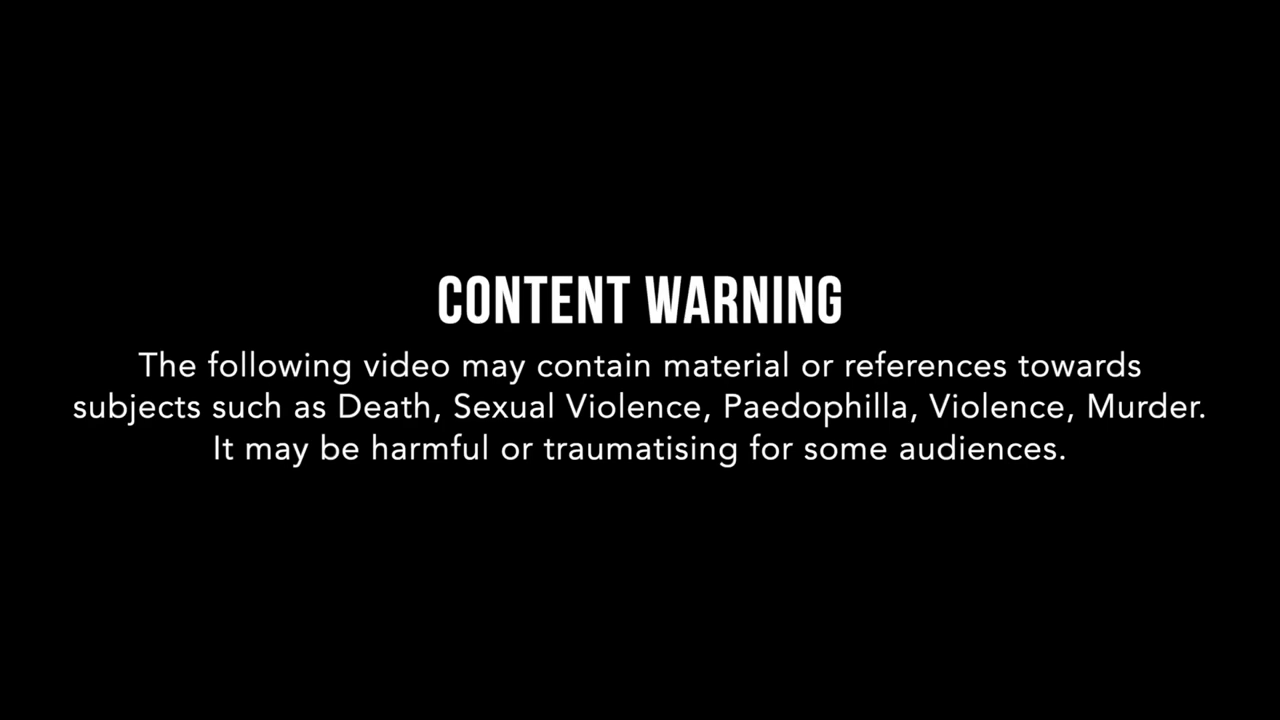 CONTENT WARNING
The following video may contain material or references towards
subjects such as Death, Sexual Violence, Paedophilla, Violence, Murder.
It may be harmful or traumatising for some audiences.